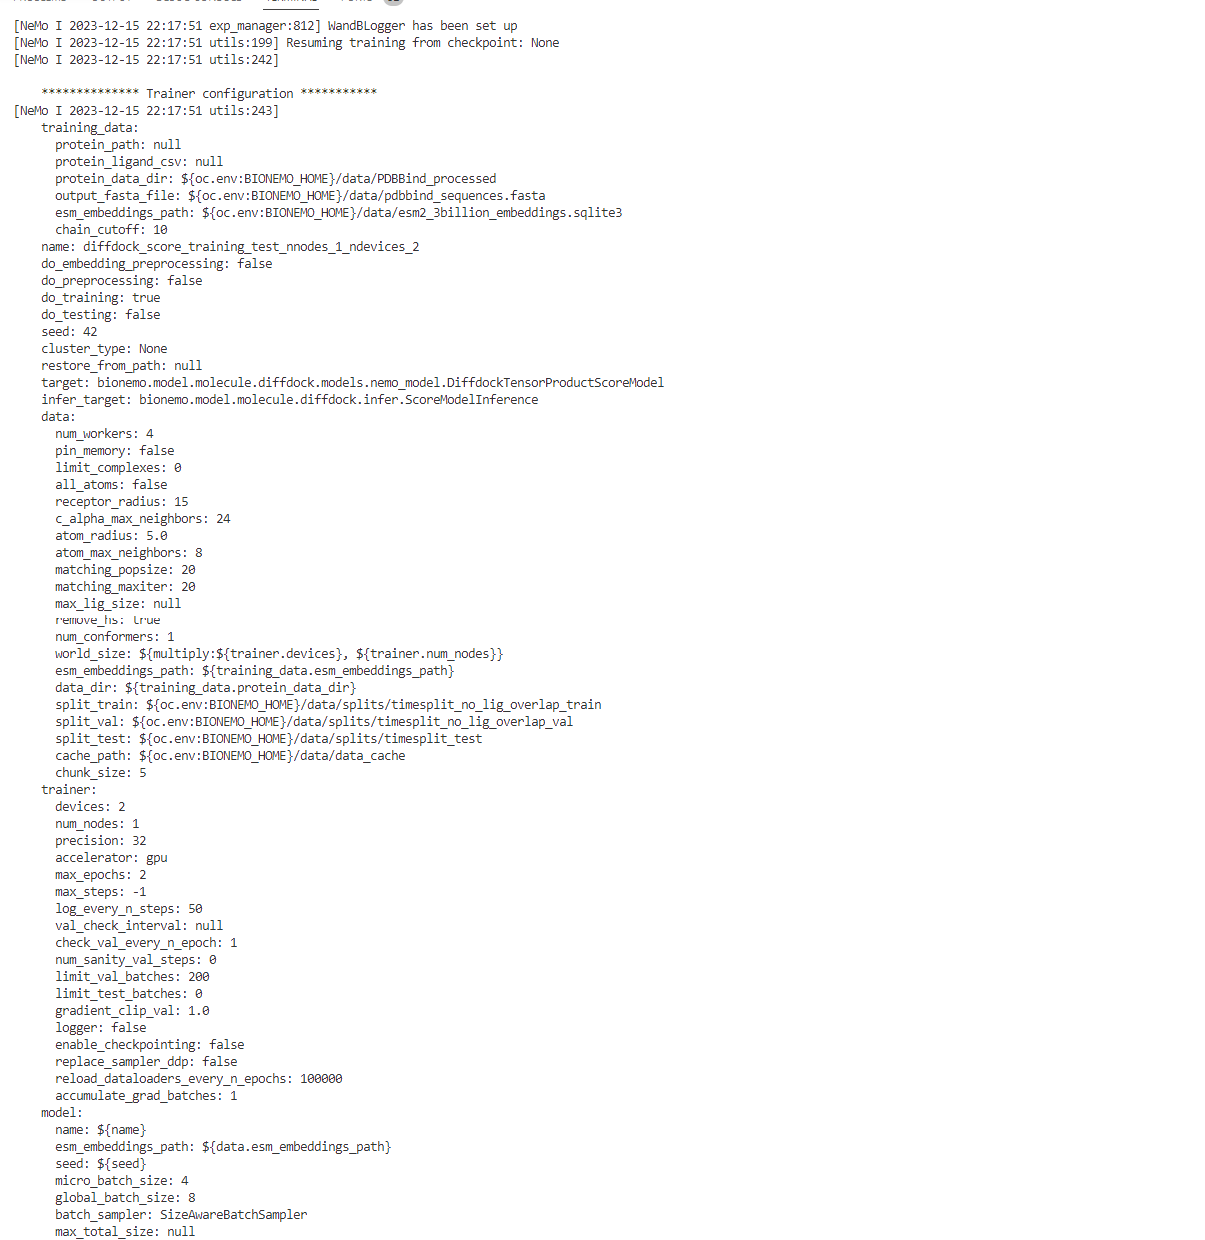 [NeMo I 2023-12-15 22:17:51 exp_manager:812] WandBLogger has been set up
[NeMo I 2023-12-15 22:17:51 utils:199] Resuming training from checkpoint: None
[NeMo I 2023-12-15 22:17:51 utils:242]
************** Trainer configuration ***********
[NeMo I 2023-12-15 22:17:51 utils:243]
training_data:
protein_path: null
protein_ligand_csv: null
protein_data_dir: ${oc.env:BIONEMO_HOME}/data/PDBBind_processed
output_fasta_file: ${oc.env:BIONEMO_HOME}/data/pdbbind_sequences.fasta
esm_embeddings_path: ${oc.env:BIONEMO_HOME}/data/esm2_3billion_embeddings.sqlite3
chain_cutoff: 10
name: diffdock_score_training_test_nnodes_1_ndevices_2
do_embedding_preprocessing: false
do_preprocessing: false
do_training: true
do_testing: false
seed: 42
cluster_type: None
restore_from_path: null
target: bionemo.model.molecule.diffdock.models.nemo_model.DiffdockTensorProductScoreModel
infer_target: bionemo.model.molecule.diffdock.infer.ScoreModelInference
data:
num_workers: 4
pin_memory: false
limit_complexes: 0
all_atoms: false
receptor_radius: 15
c_alpha_max_neighbors: 24
atom_radius: 5.0
atom_max_neighbors: 8
matching_popsize: 20
matching_maxiter: 20
max_lig_size: null
remove_hs: true
num_conformers: 1
world_size: ${multiply:${trainer.devices}, ${trainer.num_nodes}}
esm_embeddings_path: ${training_data.esm_embeddings_path}
data_dir: ${training_data.protein_data_dir}
split_train: ${oc.env:BIONEMO_HOME}/data/splits/timesplit_no_lig_overlap_train
split_val: ${oc.env:BIONEMO_HOME}/data/splits/timesplit_no_lig_overlap_val
split_test: ${oc.env:BIONEMO_HOME}/data/splits/timesplit_test
cache_path: ${oc.env:BIONEMO_HOME}/data/data_cache
chunk_size: 5
trainer:
devices: 2
num_nodes: 1
precision: 32
accelerator: gpu
max_epochs: 2
max_steps: -1
log_every_n_steps: 50
val_check_interval: null
check_val_every_n_epoch: 1
num_sanity_val_steps: 0
limit_val_batches: 200
limit_test_batches: 0
gradient_clip_val: 1.0
logger: false
enable_checkpointing: false
replace_sampler_ddp: false
reload_dataloaders_every_n_epochs: 100000
accumulate_grad_batches: 1
model:
name: ${name}
esm_embeddings_path: ${data.esm_embeddings_path}
seed: ${seed}
micro_batch_size: 4
global_batch_size: 8
batch_sampler: SizeAwareBatchSampler
max_total_size: null